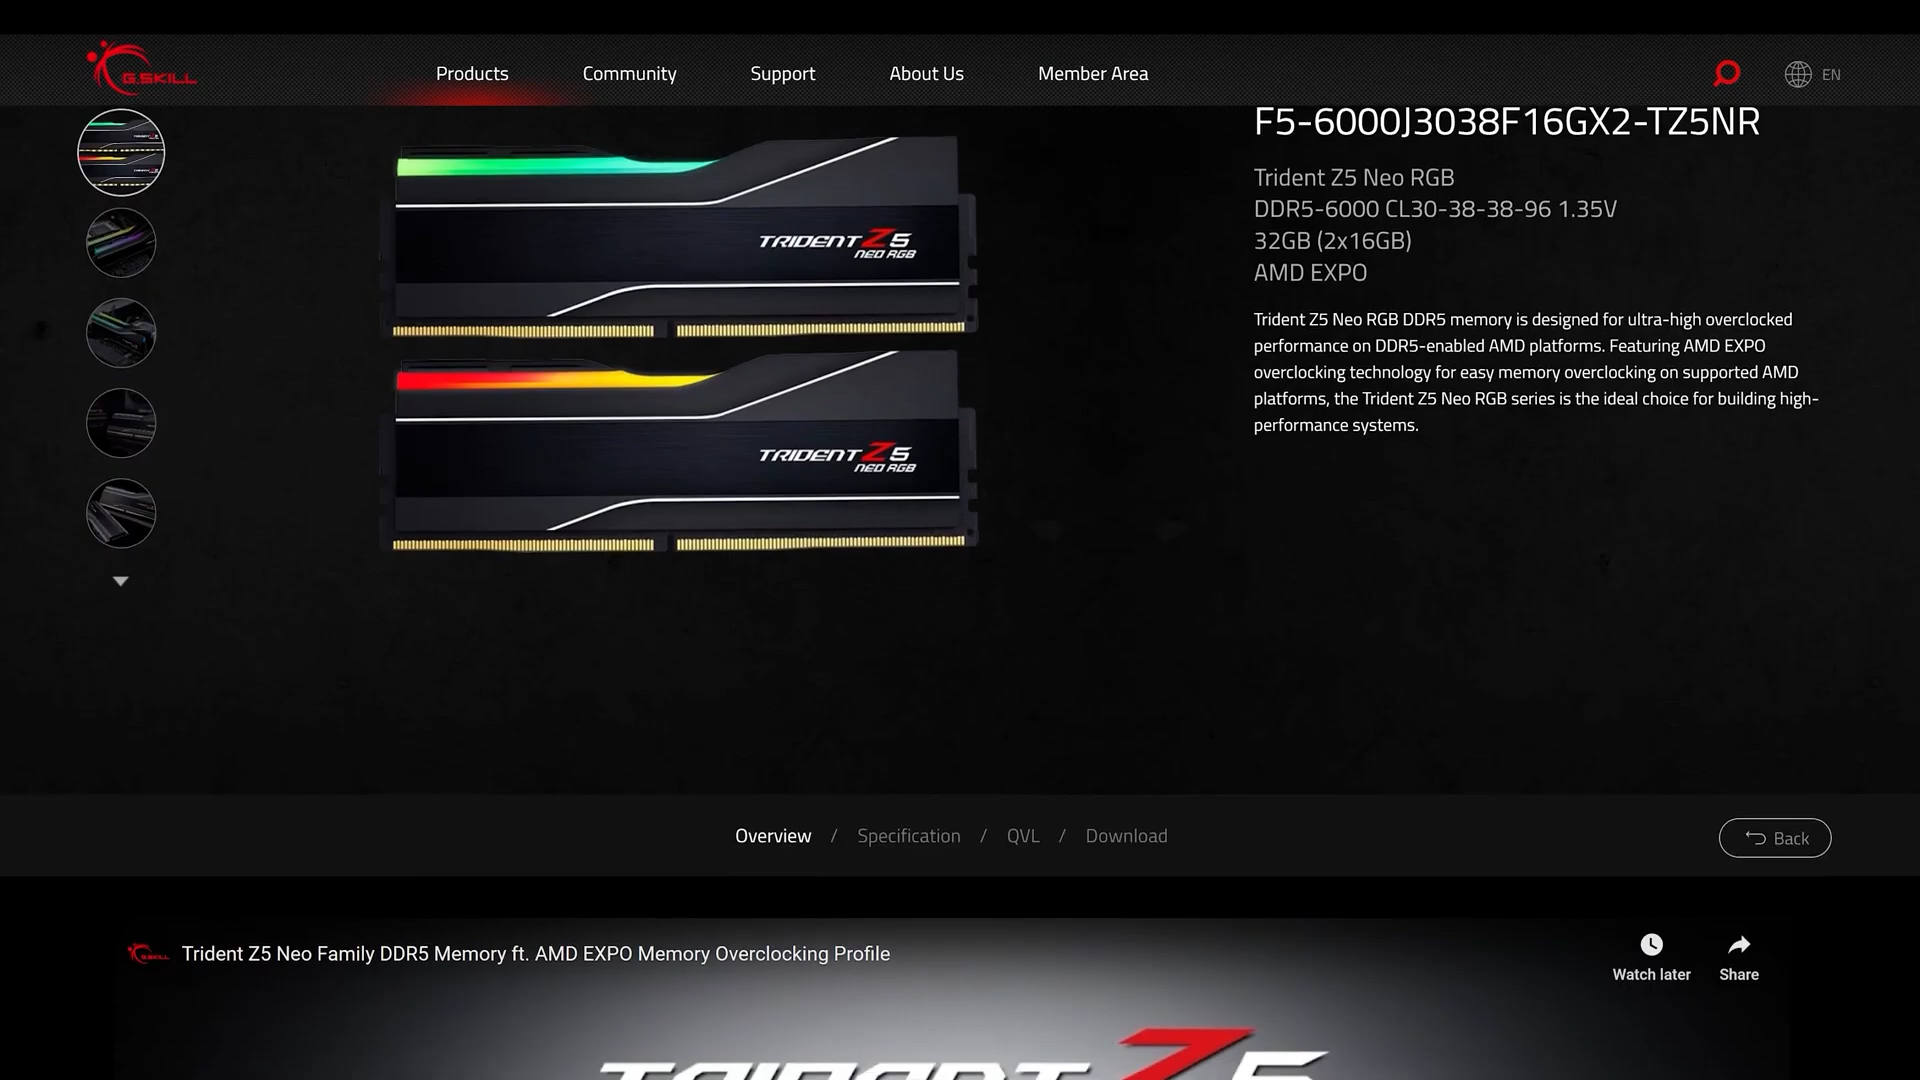 G.SKILL
Products
Community
Support
About Us
Member Area
EN
F5-6000J3038F16GX2-TZ5NR
Trident Z5 Neo RGB
DDR5-6000 CL30-38-38-96 1.35V
32GB (2x16GB)
AMD EXPO
Trident Z5 Neo RGB DDR5 memory is designed for ultra-high overclocked
performance on DDR5-enabled AMD platforms. Featuring AMD EXPO
overclocking technology for easy memory overclocking on supported AMD
platforms, the Trident Z5 Neo RGB series is the ideal choice for building high-
performance systems.
TRIDENT Z5
NEO RGB
TRIDENT Z5
NEO RGB
Overview / Specification / QVL / Download
Back
G.SKILL
Trident Z5 Neo Family DDR5 Memory ft. AMD EXPO Memory Overclocking Profile
Watch later
Share
TRIDENT Z5